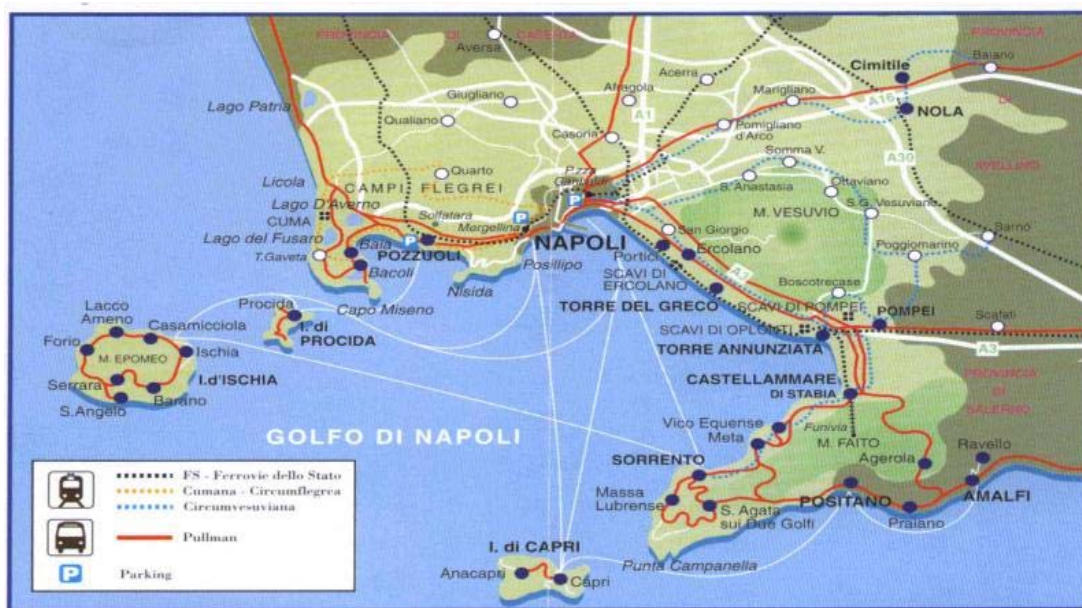 PROVINCIA
DI
CASERTA
Aversa
PROVINCIA
Baiano
Cimitile
Acerra
Giugliano
Afragola
Marigliano
A16
DI
Lago Patria
Qualiano
A1
NOLA
Casoria
Pomigliano
d'Arco
A30
AVELLINO
Somma V.
Licola
Quarto
P.zza
Garibaldi
CAMPI FLEGREI
P
S. Anastasia
Ottaviano
Lago D'Averno
CUMA
Solfatara
P
M. VESUVIO
S.G. Vesuviano
Mergellina
San Giorgio
Sarno
Lago del Fusaro
Baia
P
NAPOLI
Poggiomarino
T.Gaveta
POZZUOLI
Portici
Ercolano
Bacoli
Posillipo
SCAVI DI
ERCOLANO
A3
Boscotrecase
Nisida
Procida
Capo Miseno
TORRE DEL GRECO
SCAVI DI POMPEI
POMPEI
Lacco
Ameno
Casamicciola
I. di
PROCIDA
SCAVI DI OPLONTI
Scafati
Forio
M. EPOMEO
Ischia
TORRE ANNUNZIATA
A3
Serrara
I.d'ISCHIA
CASTELLAMMARE
DI STABIA
PROVINCIA
DI
SALERNO
S.Angelo
Barano
Vico Equense
Funivia
GOLFO DI NAPOLI
Meta
M. FAITO
Ravello
SORRENTO
Agerola
Massa
Lubrense
POSITANO
AMALFI
S. Agata
sui Due Golfi
Praiano
I. di CAPRI
Punta Campanella
Anacapri
Capri
FS - Ferrovie dello Stato
Cumana - Circumflegrea
Circumvesuviana
Pullman
P
Parking